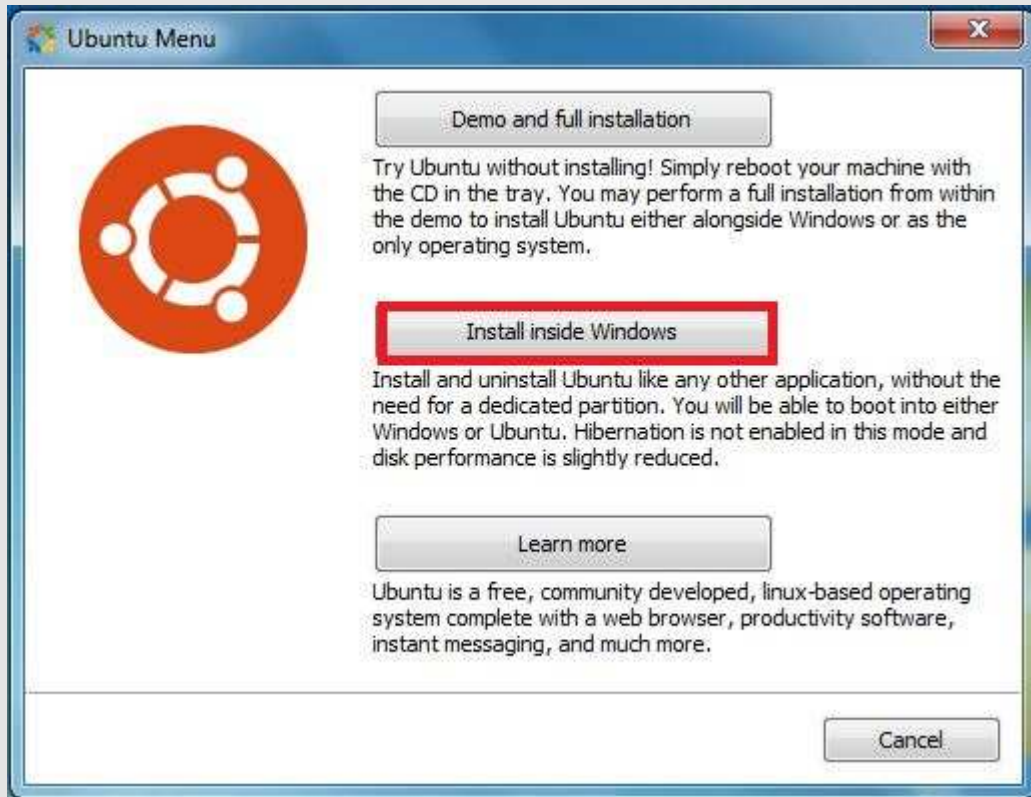 Ubuntu Menu
Demo and full installation
Try Ubuntu without installing! Simply reboot your machine with
the CD in the tray. You may perform a full installation from within
the demo to install Ubuntu either alongside Windows or as the
only operating system.
Install inside Windows
Install and uninstall Ubuntu like any other application, without the
need for a dedicated partition. You will be able to boot into either
Windows or Ubuntu. Hibernation is not enabled in this mode and
disk performance is slightly reduced.
Learn more
Ubuntu is a free, community developed, linux-based operating
system complete with a web browser, productivity software,
instant messaging, and much more.
Cancel